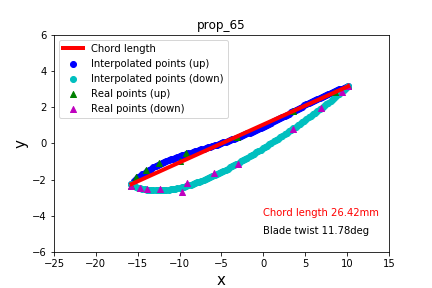 prop_65
Chord length
Interpolated points (up)
Interpolated points (down)
Real points (up)
Real points (down)
6
4
2
0
−2
−4
−6
y
Chord length 26.42mm
Blade twist 11.78deg
−25 −20 −15 −10 −5 0 5 10 15
x